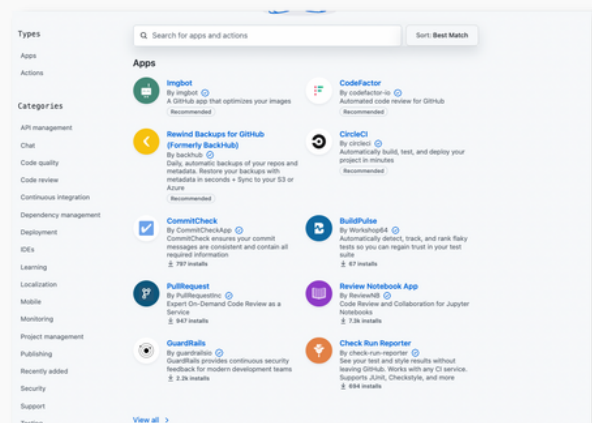 Types
Apps
Actions
Categories
API management
Chat
Code quality
Code review
Continuous integration
Dependency management
Deployment
IDEs
Learning
Localization
Mobile
Monitoring
Project management
Publishing
Recently added
Security
Support
Search for apps and actions
Sort: Best Match
Apps
Imgbot
By imgbot
A GitHub app that optimizes your images
Recommended
CodeFactor
By codefactor-io
Automated code review for GitHub
Recommended
Rewind Backups for GitHub
(Formerly BackHub)
By backhub
Daily, automatic backups of your repos and
metadata. Restore your backups with
metadata in seconds + Sync to your S3 or
Azure
Recommended
CircleCI
By circleci
Automatically build, test, and deploy your
project in minutes
Recommended
CommitCheck
By CommitCheckApp
CommitCheck ensures your commit
messages are consistent and contain all
required information
797 installs
BuildPulse
By Workshop64
Automatically detect, track, and rank flaky
tests so you can regain trust in your test
suite
67 installs
PullRequest
By PullRequestInc
Expert On-Demand Code Review as a
Service
947 installs
Review Notebook App
By ReviewNB
Code Review and Collaboration for Jupyter
Notebooks
7.3k installs
GuardRails
By guardrailsio
GuardRails provides continuous security
feedback for modern development teams
2.2k installs
Check Run Reporter
By check-run-reporter
See your test and style results without
leaving GitHub. Works with any CI service.
Supports JUnit, Checkstyle, and more
694 installs
View all